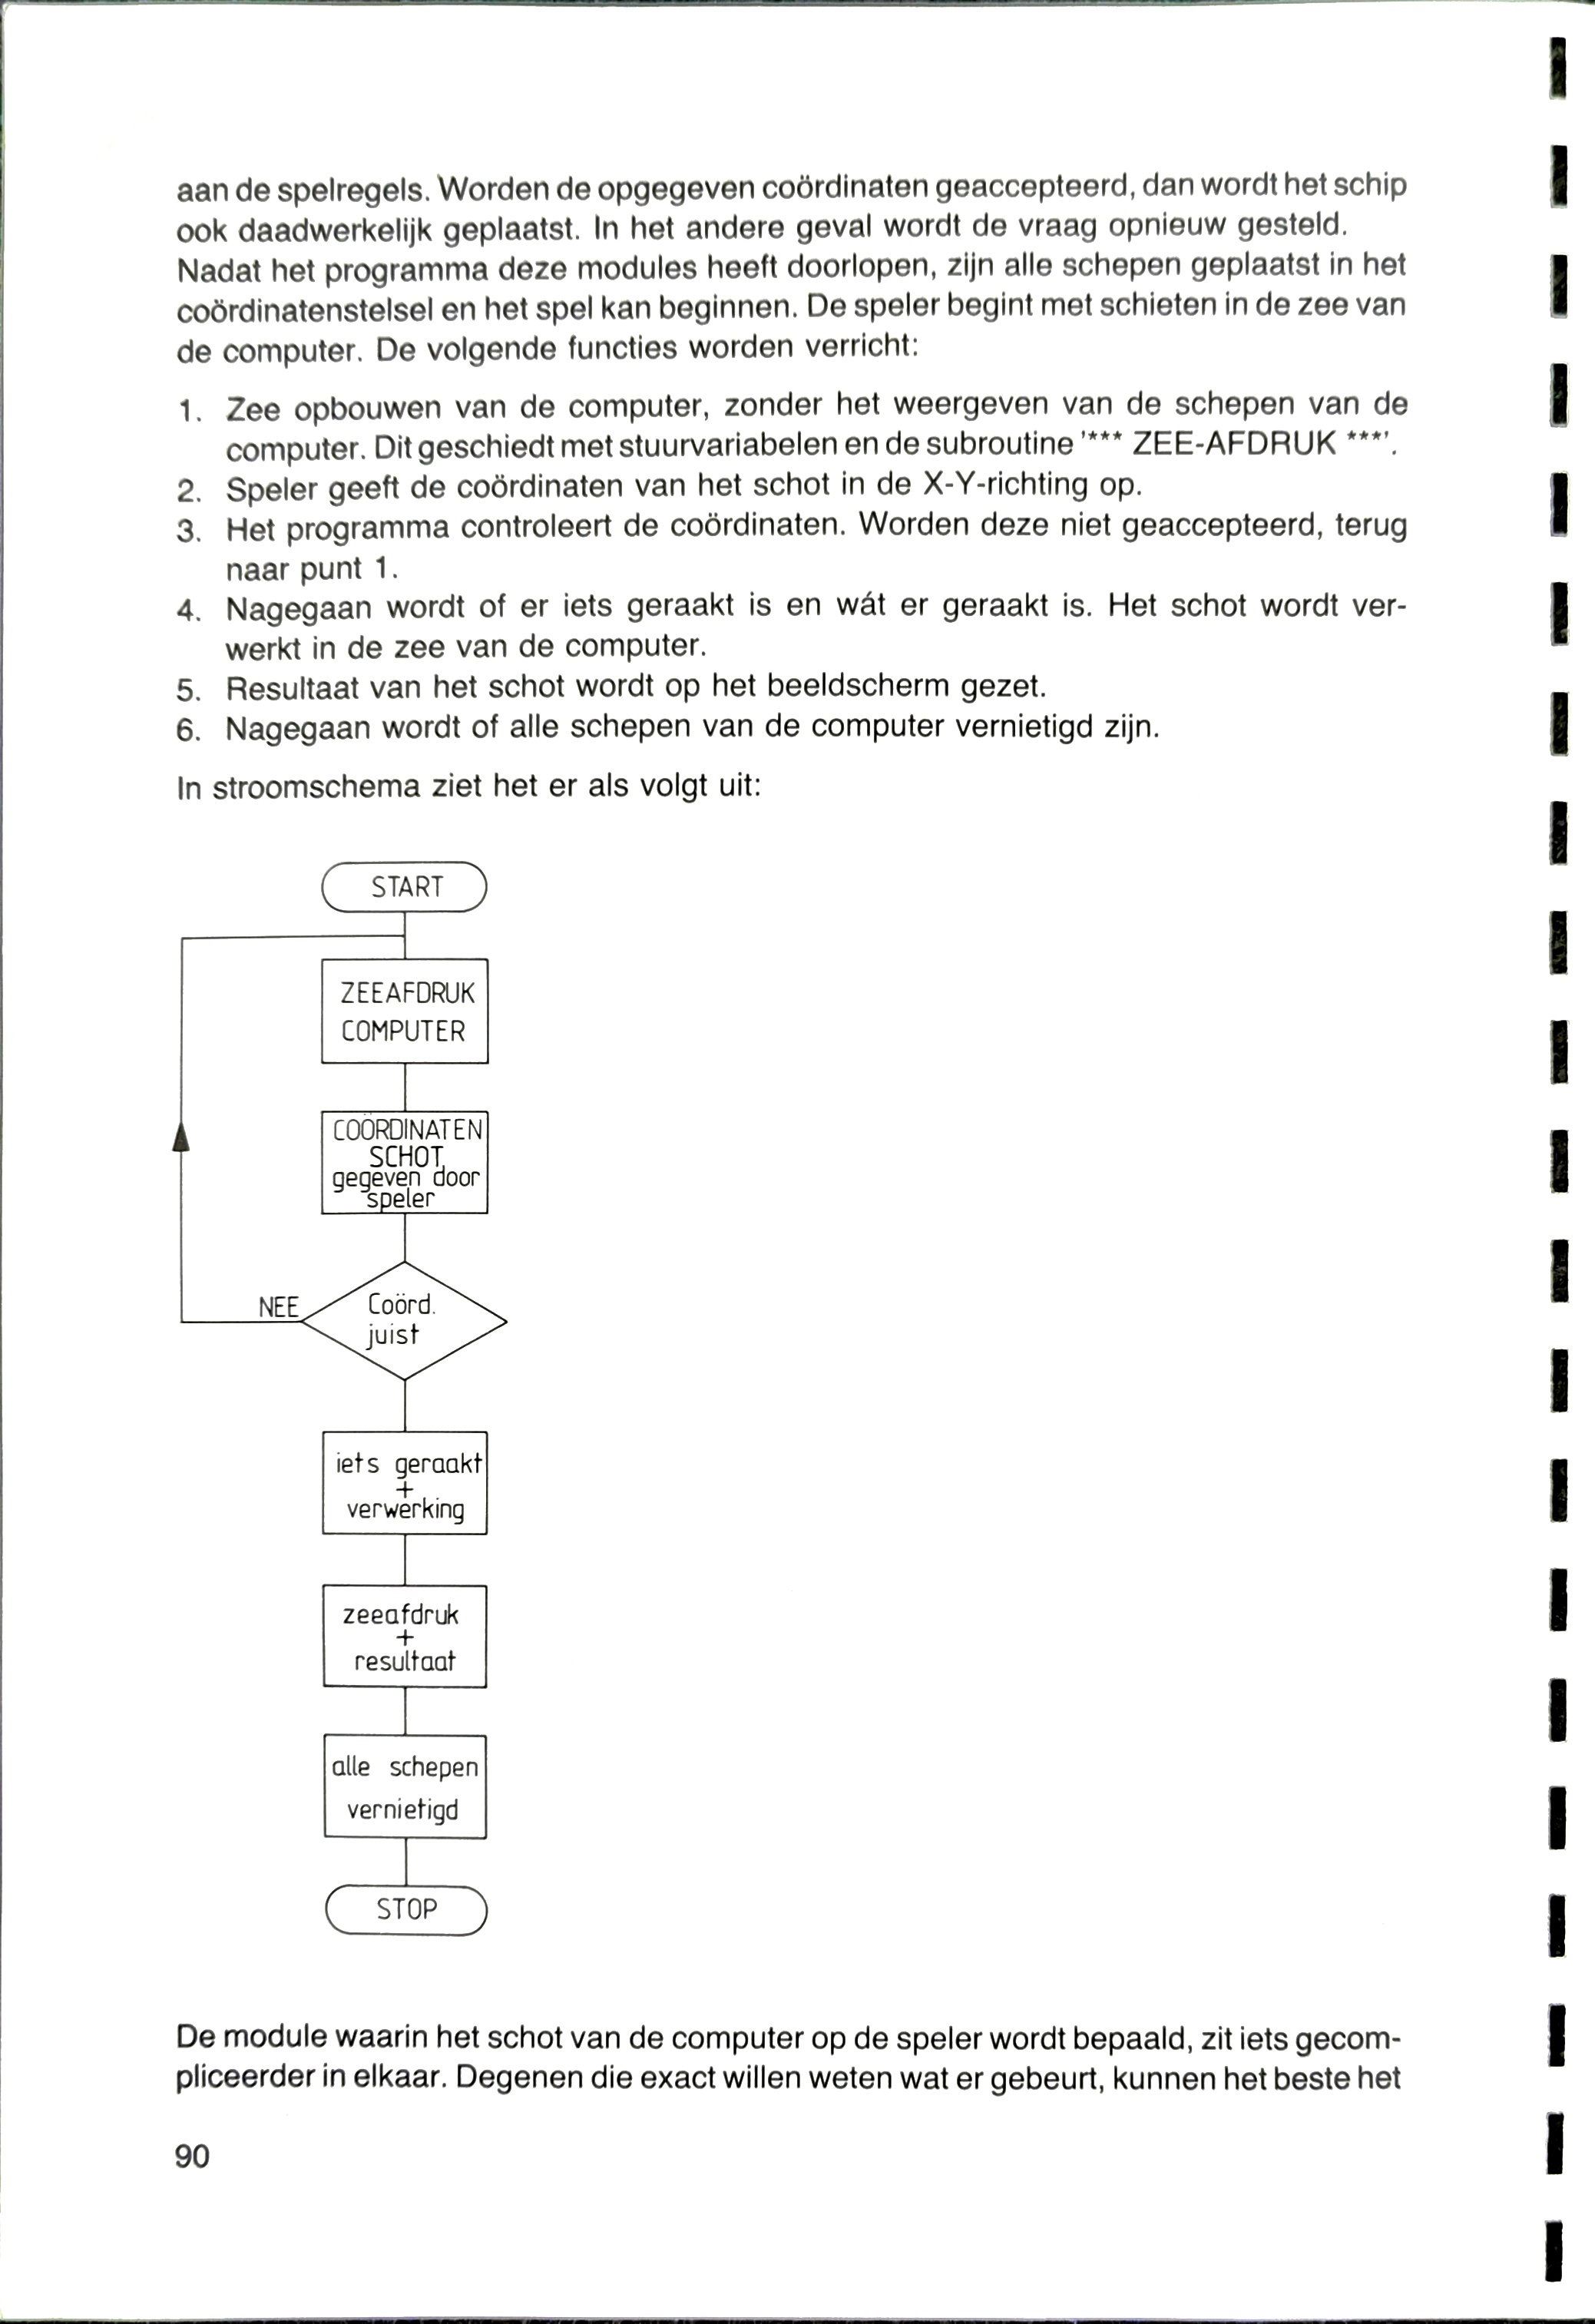 aan de spelregels. Worden de opgegeven coördinaten geaccepteerd, dan wordt het schip
ook daadwerkelijk geplaatst. In het andere geval wordt de vraag opnieuw gesteld.
Nadat het programma deze modules heeft doorlopen, zijn alle schepen geplaatst in het
coördinatenstelsel en het spel kan beginnen. De speler begint met schieten in de zee van
de computer. De volgende functies worden verricht:
1. Zee opbouwen van de computer, zonder het weergeven van de schepen van de
computer. Dit geschiedt met stuurvariabelen en de subroutine '*** ZEE-AFDRUK ***'.
2. Speler geeft de coördinaten van het schot in de X-Y-richting op.
3. Het programma controleert de coördinaten. Worden deze niet geaccepteerd, terug
naar punt 1.
4. Nagegaan wordt of er iets geraakt is en wát er geraakt is. Het schot wordt ver-
werkt in de zee van de computer.
5. Resultaat van het schot wordt op het beeldscherm gezet.
6. Nagegaan wordt of alle schepen van de computer vernietigd zijn.
In stroomschema ziet het er als volgt uit:
START
ZEEAFDRUK
COMPUTER
COÖRDINATEN
SCHOT
gegeven door
speler
NEE
Coörd.
juist
iets geraakt
+
verwerking
zeeafdruk
+
resultaat
alle schepen
vernietigd
STOP
De module waarin het schot van de computer op de speler wordt bepaald, zit iets gecom-
pliceerder in elkaar. Degenen die exact willen weten wat er gebeurt, kunnen het beste het
90